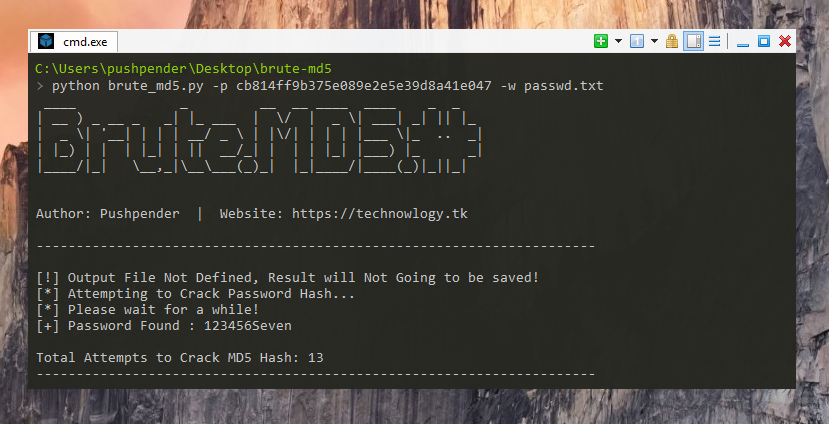 cmd.exe
C:\Users\pushpender\Desktop\brute-md5
> python brute_md5.py -p cb814ff9b375e089e2e5e39d8a41e047 -w passwd.txt
Brute.MD5.#
Author: Pushpender | Website: https://technowlogy.tk
----------------------------------------------------------------------
[!] Output File Not Defined, Result will Not Going to be saved!
[*] Attempting to Crack Password Hash...
[*] Please wait for a while!
[+] Password Found : 123456Seven
Total Attempts to Crack MD5 Hash: 13
----------------------------------------------------------------------